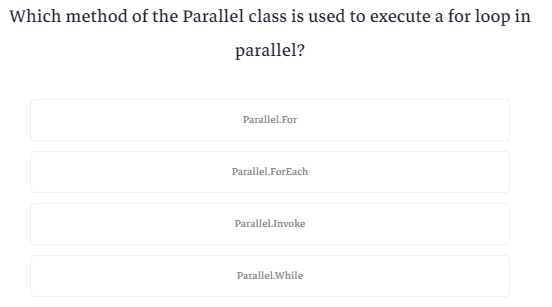 Which method of the Parallel class is used to execute a for loop in
parallel?
Parallel.For
Parallel.ForEach
Parallel.Invoke
Parallel.While